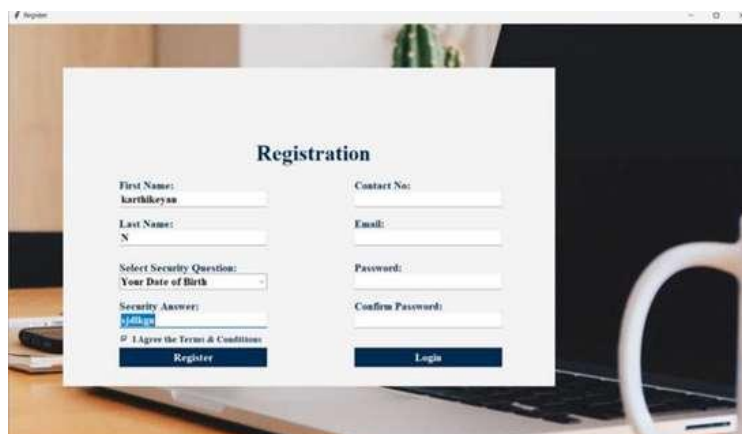 Register
Registration
First Name:
karthikeyan
Last Name:
N
Select Security Question:
Your Date of Birth
Security Answer:
I Agree the Terms & Conditions
Register
Contact No:
Email:
Password:
Confirm Password:
Login